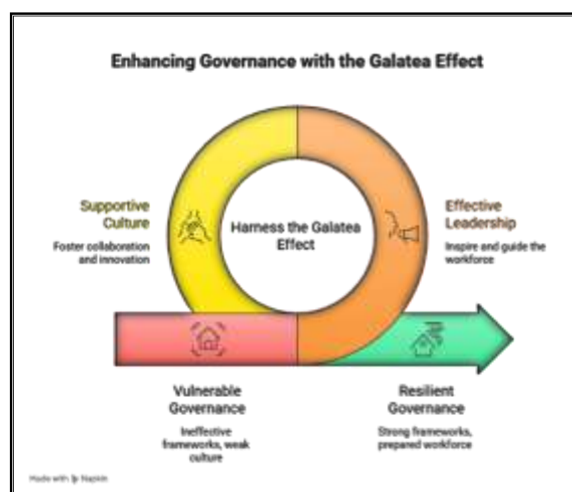 Enhancing Governance with the Galatea Effect
Supportive
Culture
Foster collaboration
and innovation
Harness the Galatea
Effect
Effective
Leadership
Inspire and guide the
workforce
Vulnerable
Governance
Ineffective
frameworks, weak
culture
Resilient
Governance
Strong frameworks,
prepared workforce
Made with Napkin